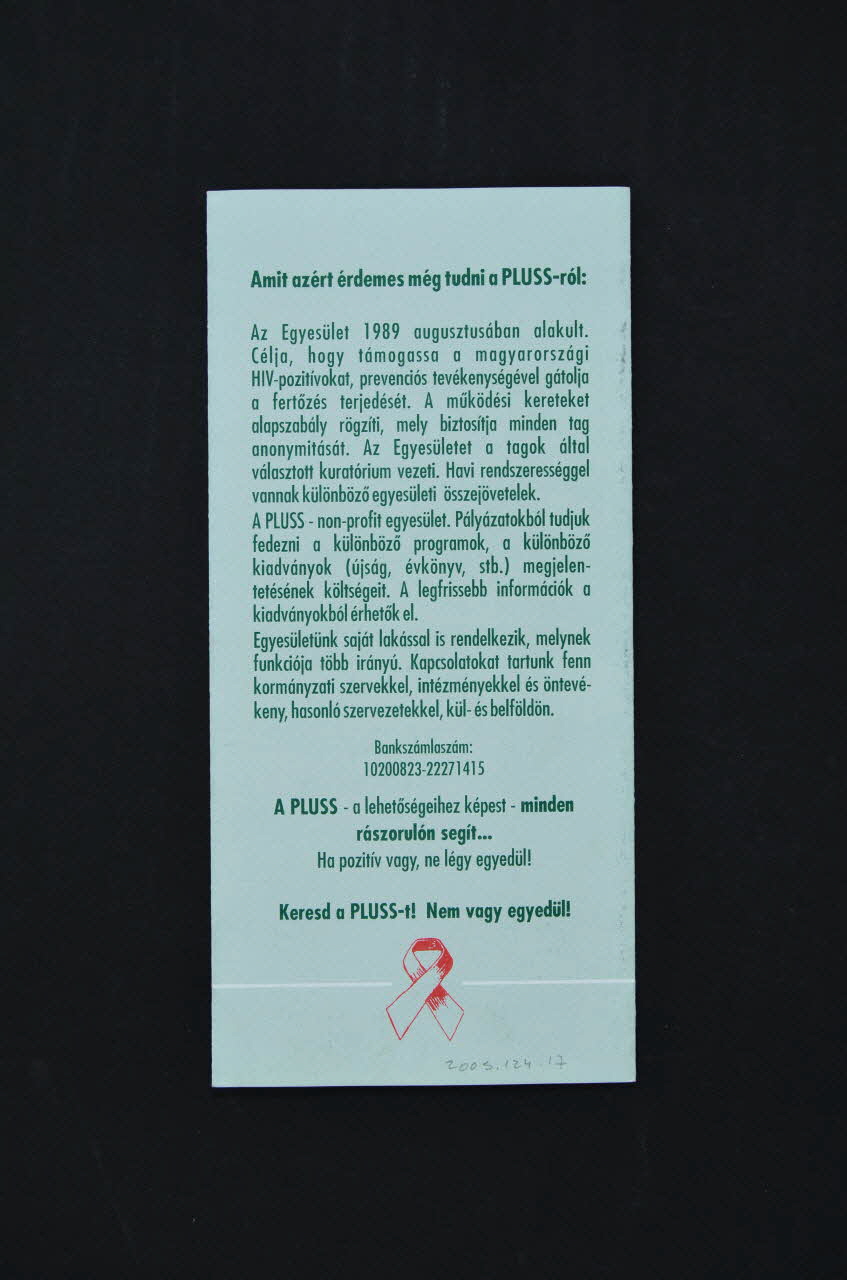 Amit azért érdemes még tudni a PLUSS-ról:
Az Egyesület 1989 augusztusában alakult.
Célja, hogy támogassa a magyarországi
HIV-pozitívokat, prevenciós tevékenységével gátolja
a fertőzés terjedését. A működési kereteket
alapszabály rögzíti, mely biztosítja minden tag
anonymitását. Az Egyesületet a tagok által
választott kuratórium vezeti. Havi rendszerességgel
vannak különböző egyesületi összejövetelek.
A PLUSS - non-profit egyesület. Pályázatokból tudjuk
fedezni a különböző programok, a különböző
kiadványok (újság, évkönyv, stb.) megjelen-
tetésének költségeit. A legfrissebb információk a
kiadványokból érhetők el.
Egyesületünk saját lakással is rendelkezik, melynek
funkciója több irányú. Kapcsolatokat tartunk fenn
kormányzati szervekkel, intézményekkel és öntevé-
keny, hasonló szervezetekkel, kül- és belföldön.
Bankszámlaszám:
10200823-22271415
A PLUSS - a lehetőségeihez képest - minden
rászorulón segít...
Ha pozitív vagy, ne légy egyedül!
Keresd a PLUSS-t! Nem vagy egyedül!
2005.124.17